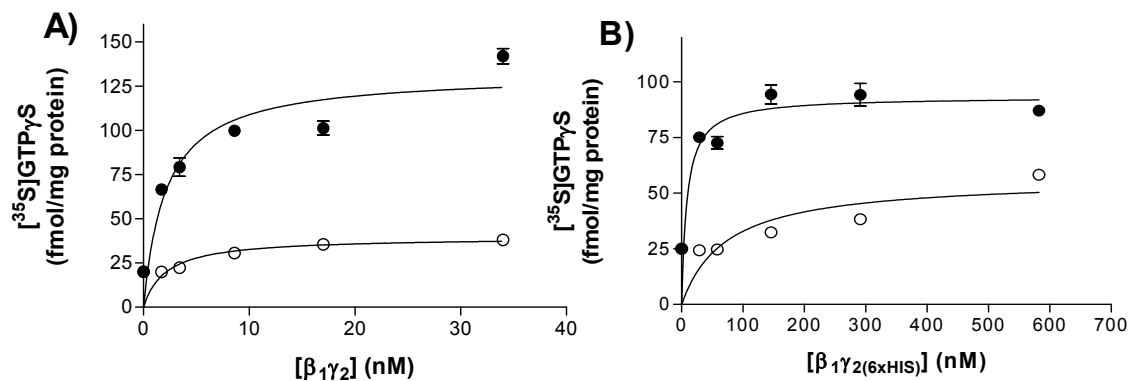 A)
[³⁵S]GTPγS
(fmol/mg protein)
150
125
100
75
50
25
0
0 10 20 30 40
[β₁γ₂] (nM)
B)
[³⁵S]GTPγS
(fmol/mg protein)
100
75
50
25
0
0 100 200 300 400 500 600 700
[β₁γ₂(6xHIS)] (nM)